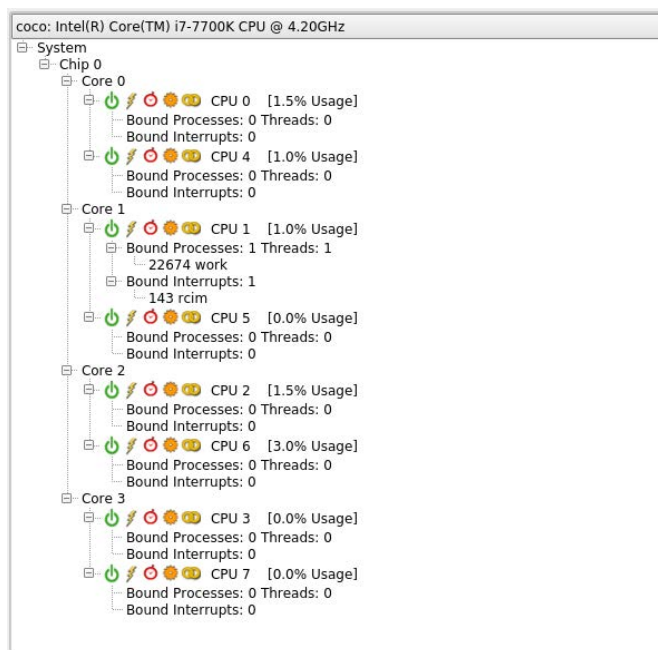 coco: Intel(R) Core(TM) i7-7700K CPU @ 4.20GHz
System
Chip 0
Core 0
CPU 0 [1.5% Usage]
Bound Processes: 0 Threads: 0
Bound Interrupts: 0
CPU 4 [1.0% Usage]
Bound Processes: 0 Threads: 0
Bound Interrupts: 0
Core 1
CPU 1 [1.0% Usage]
Bound Processes: 1 Threads: 1
22674 work
Bound Interrupts: 1
143 rcim
CPU 5 [0.0% Usage]
Bound Processes: 0 Threads: 0
Bound Interrupts: 0
Core 2
CPU 2 [1.5% Usage]
Bound Processes: 0 Threads: 0
Bound Interrupts: 0
CPU 6 [3.0% Usage]
Bound Processes: 0 Threads: 0
Bound Interrupts: 0
Core 3
CPU 3 [0.0% Usage]
Bound Processes: 0 Threads: 0
Bound Interrupts: 0
CPU 7 [0.0% Usage]
Bound Processes: 0 Threads: 0
Bound Interrupts: 0